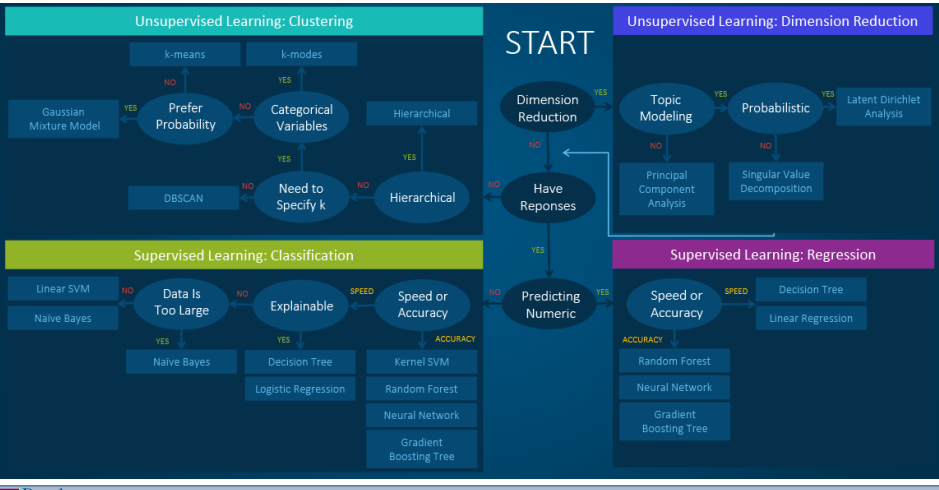 Unsupervised Learning: Clustering
k-means
k-modes
NO
YES
Gaussian
Mixture Model
YES
Prefer
Probability
NO
Categorical
Variables
Hierarchical
YES
YES
DBSCAN
NO
Need to
Specify k
NO
Hierarchical
NO
START
Dimension
Reduction
YES
NO
Have
Reponses
YES
Predicting
Numeric
NO
YES
Unsupervised Learning: Dimension Reduction
Topic
Modeling
YES
Probabilistic
YES
Latent Dirichlet
Analysis
NO
NO
Principal
Component
Analysis
Singular Value
Decomposition
Supervised Learning: Classification
Linear SVM
Naïve Bayes
NO
Data Is
Too Large
NO
Explainable
SPEED
Speed or
Accuracy
YES
YES
ACCURACY
Naïve Bayes
Decision Tree
Logistic Regression
Kernel SVM
Random Forest
Neural Network
Gradient
Boosting Tree
Supervised Learning: Regression
Speed or
Accuracy
SPEED
Decision Tree
Linear Regression
ACCURACY
Random Forest
Neural Network
Gradient
Boosting Tree